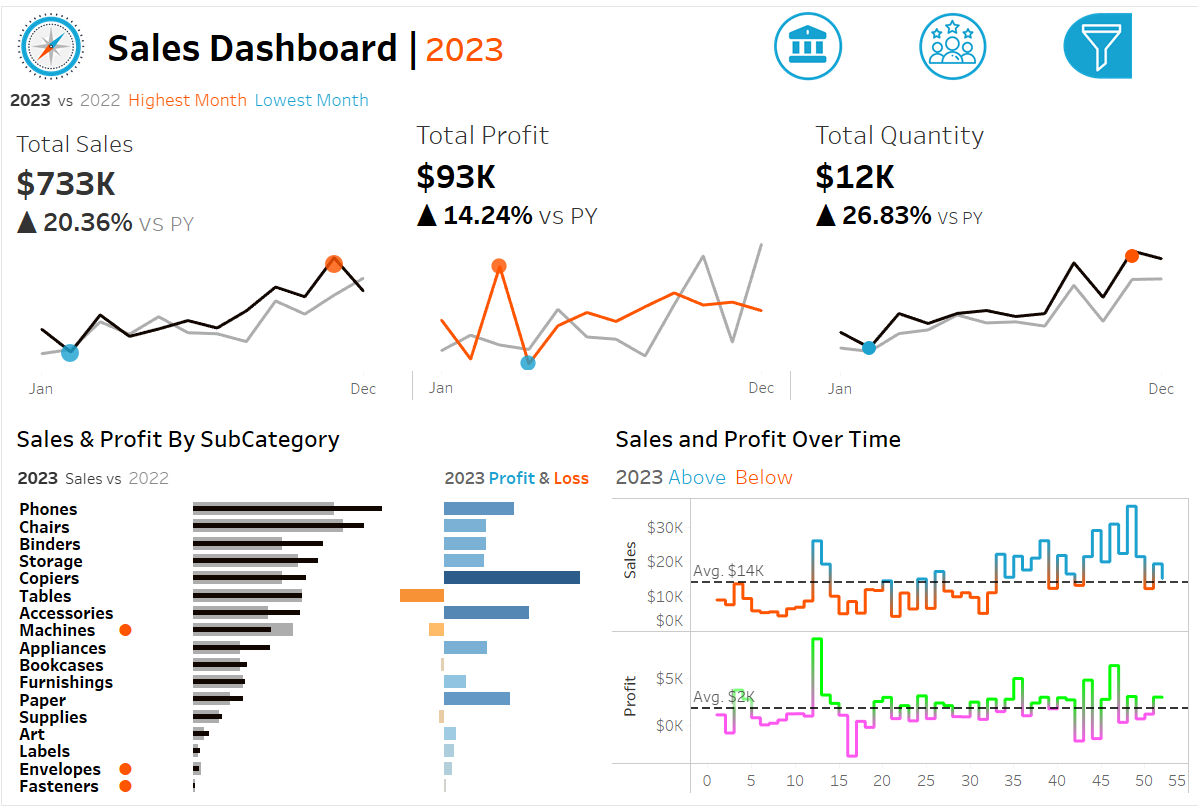 Sales Dashboard | 2023
2023 vs 2022 Highest Month Lowest Month
Total Sales
$733K
▲ 20.36% VS PY
Jan
Dec
Total Profit
$93K
▲ 14.24% VS PY
Jan
Dec
Total Quantity
$12K
▲ 26.83% VS PY
Jan
Dec
Sales & Profit By SubCategory
2023 Sales vs 2022
2023 Profit & Loss
Phones
Chairs
Binders
Storage
Copiers
Tables
Accessories
Machines
Appliances
Bookcases
Furnishings
Paper
Supplies
Art
Labels
Envelopes
Fasteners
Sales and Profit Over Time
2023 Above Below
Sales
$30K
$20K
$10K
$0K
Avg. $14K
Profit
$5K
$0K
Avg. $2K
0 5 10 15 20 25 30 35 40 45 50 55